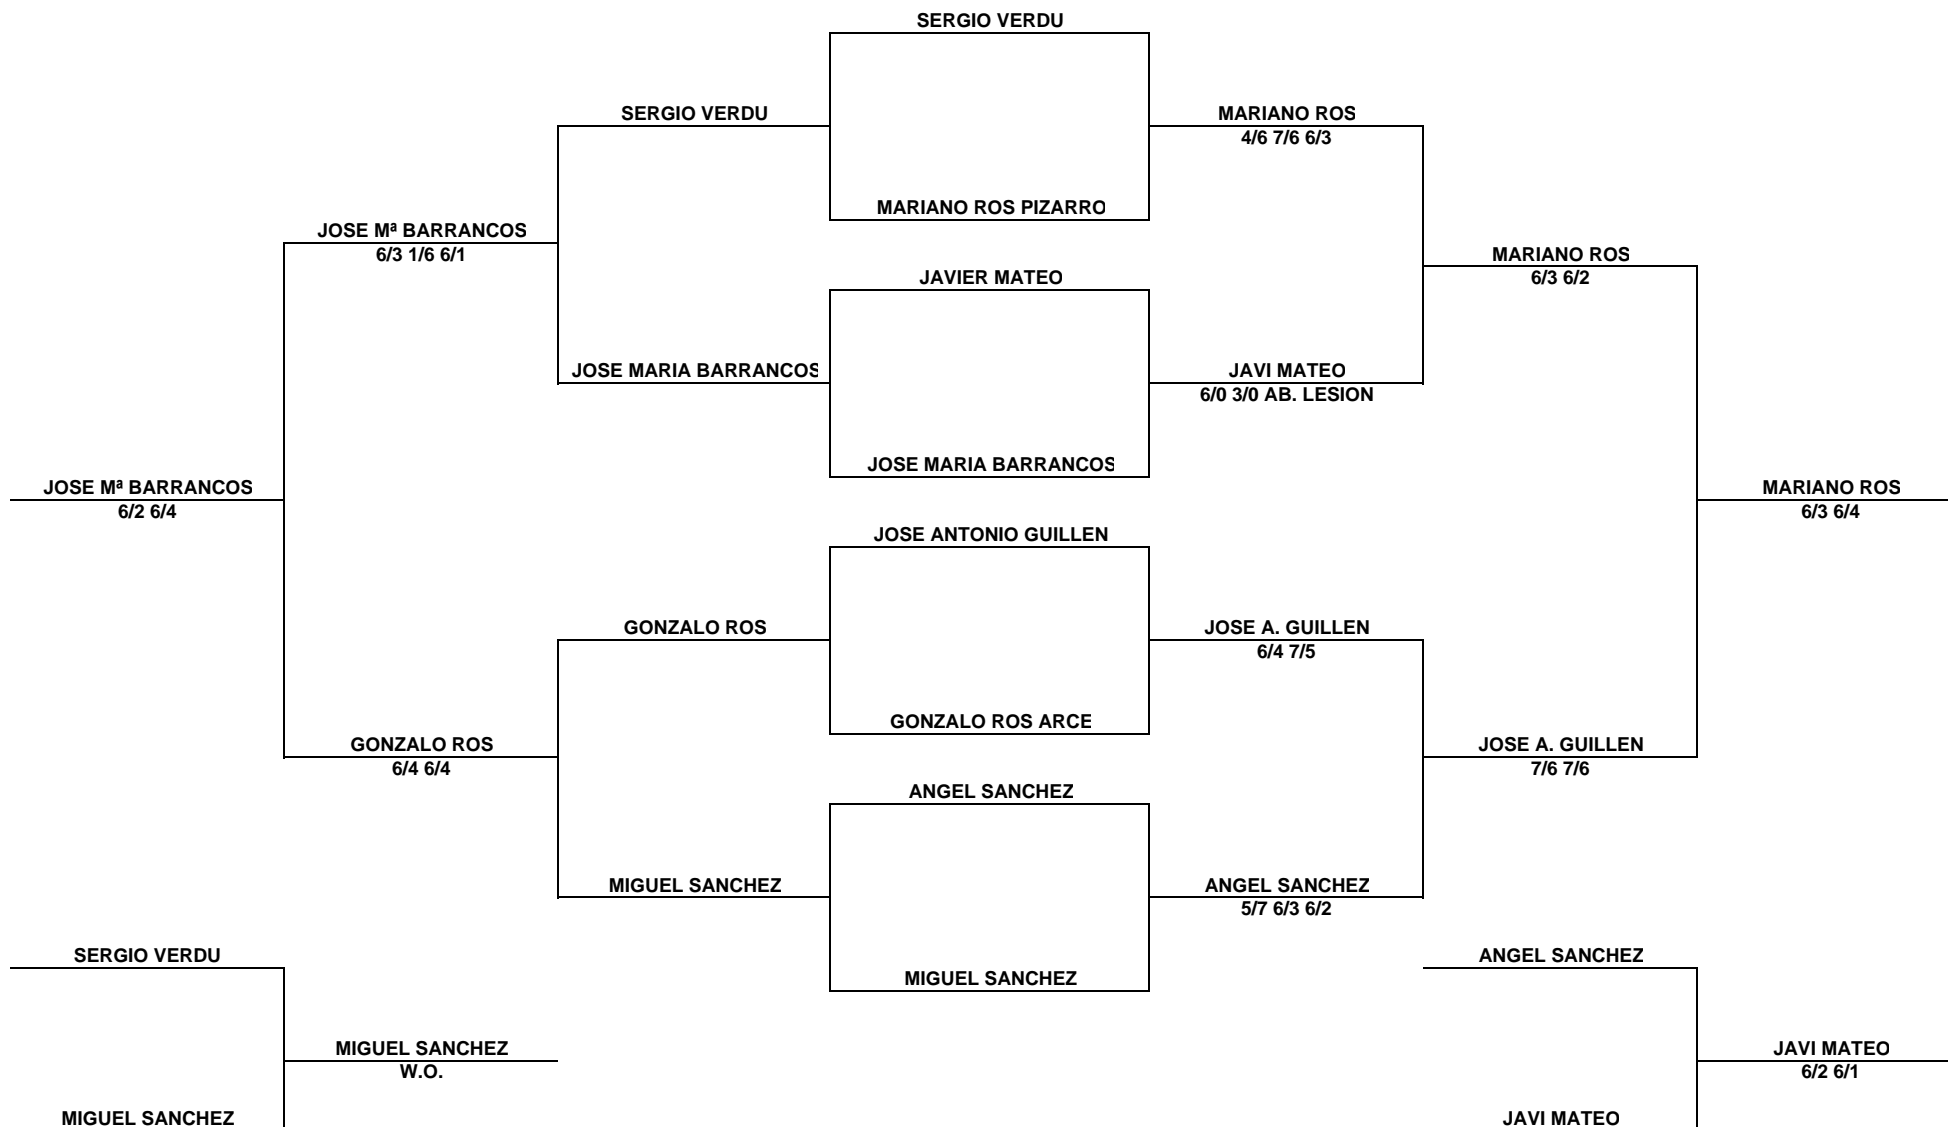 SERGIO VERDU
SERGIO VERDU
MARIANO ROS
4/6 7/6 6/3
MARIANO ROS PIZARRO
JOSE Mª BARRANCOS
6/3 1/6 6/1
MARIANO ROS
6/3 6/2
JAVIER MATEO
JOSE MARIA BARRANCOS
JAVI MATEO
6/0 3/0 AB. LESION
JOSE MARIA BARRANCOS
JOSE Mª BARRANCOS
6/2 6/4
MARIANO ROS
6/3 6/4
JOSE ANTONIO GUILLEN
GONZALO ROS
JOSE A. GUILLEN
6/4 7/5
GONZALO ROS ARCE
GONZALO ROS
6/4 6/4
JOSE A. GUILLEN
7/6 7/6
ANGEL SANCHEZ
MIGUEL SANCHEZ
ANGEL SANCHEZ
5/7 6/3 6/2
SERGIO VERDU
ANGEL SANCHEZ
MIGUEL SANCHEZ
MIGUEL SANCHEZ
W.O.
JAVI MATEO
6/2 6/1
MIGUEL SANCHEZ
JAVI MATEO